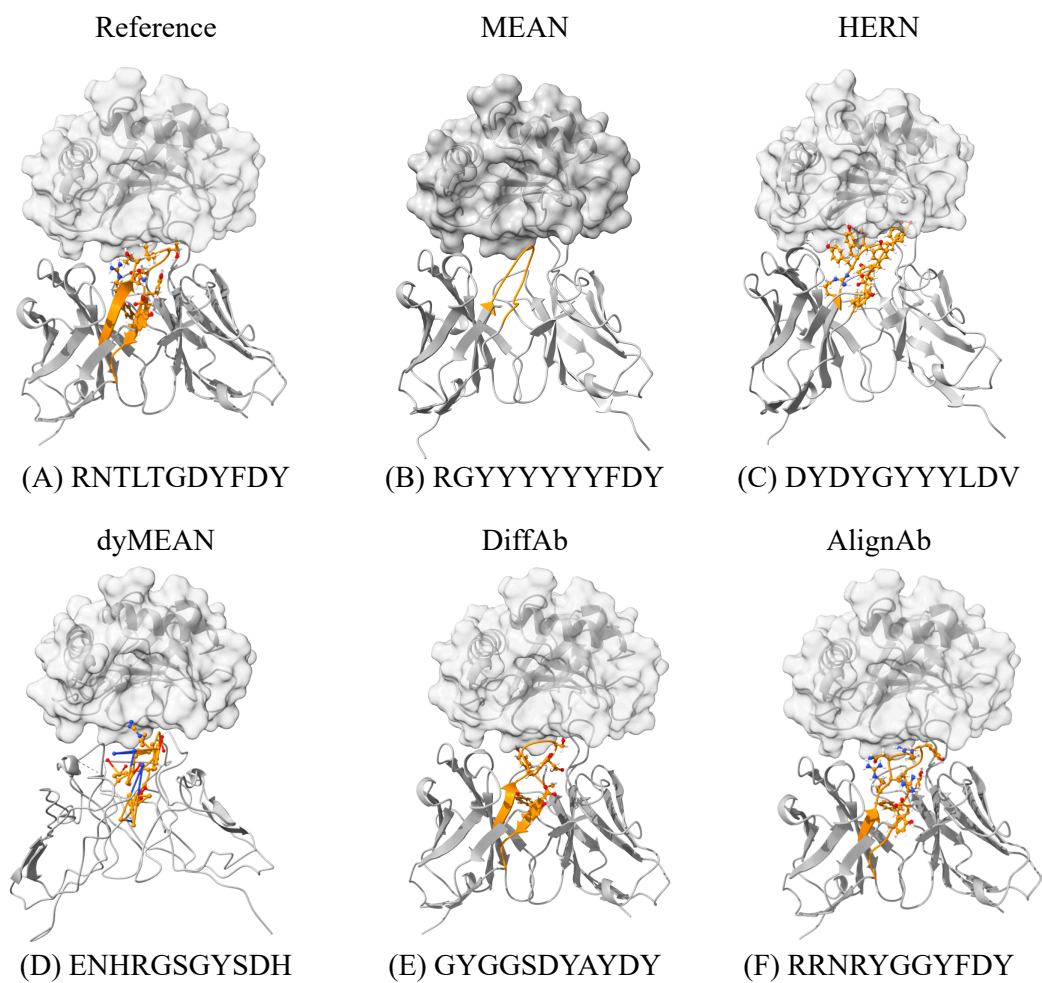 Reference
MEAN
HERN
(A) RNTLTGDYFDY
(B) RGYYYYYYFDY
(C) DYDYGYYYLDV
dyMEAN
DiffAb
AlignAb
(D) ENHRGSGYSDH
(E) GYGGSDYAYDY
(F) RRNRYGGYFDY